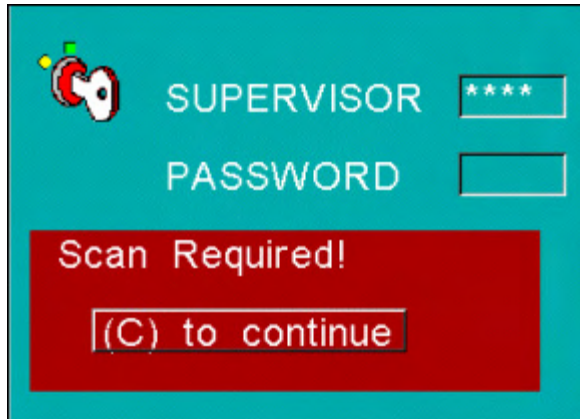 SUPERVISOR ****
PASSWORD
Scan Required!
(C) to continue